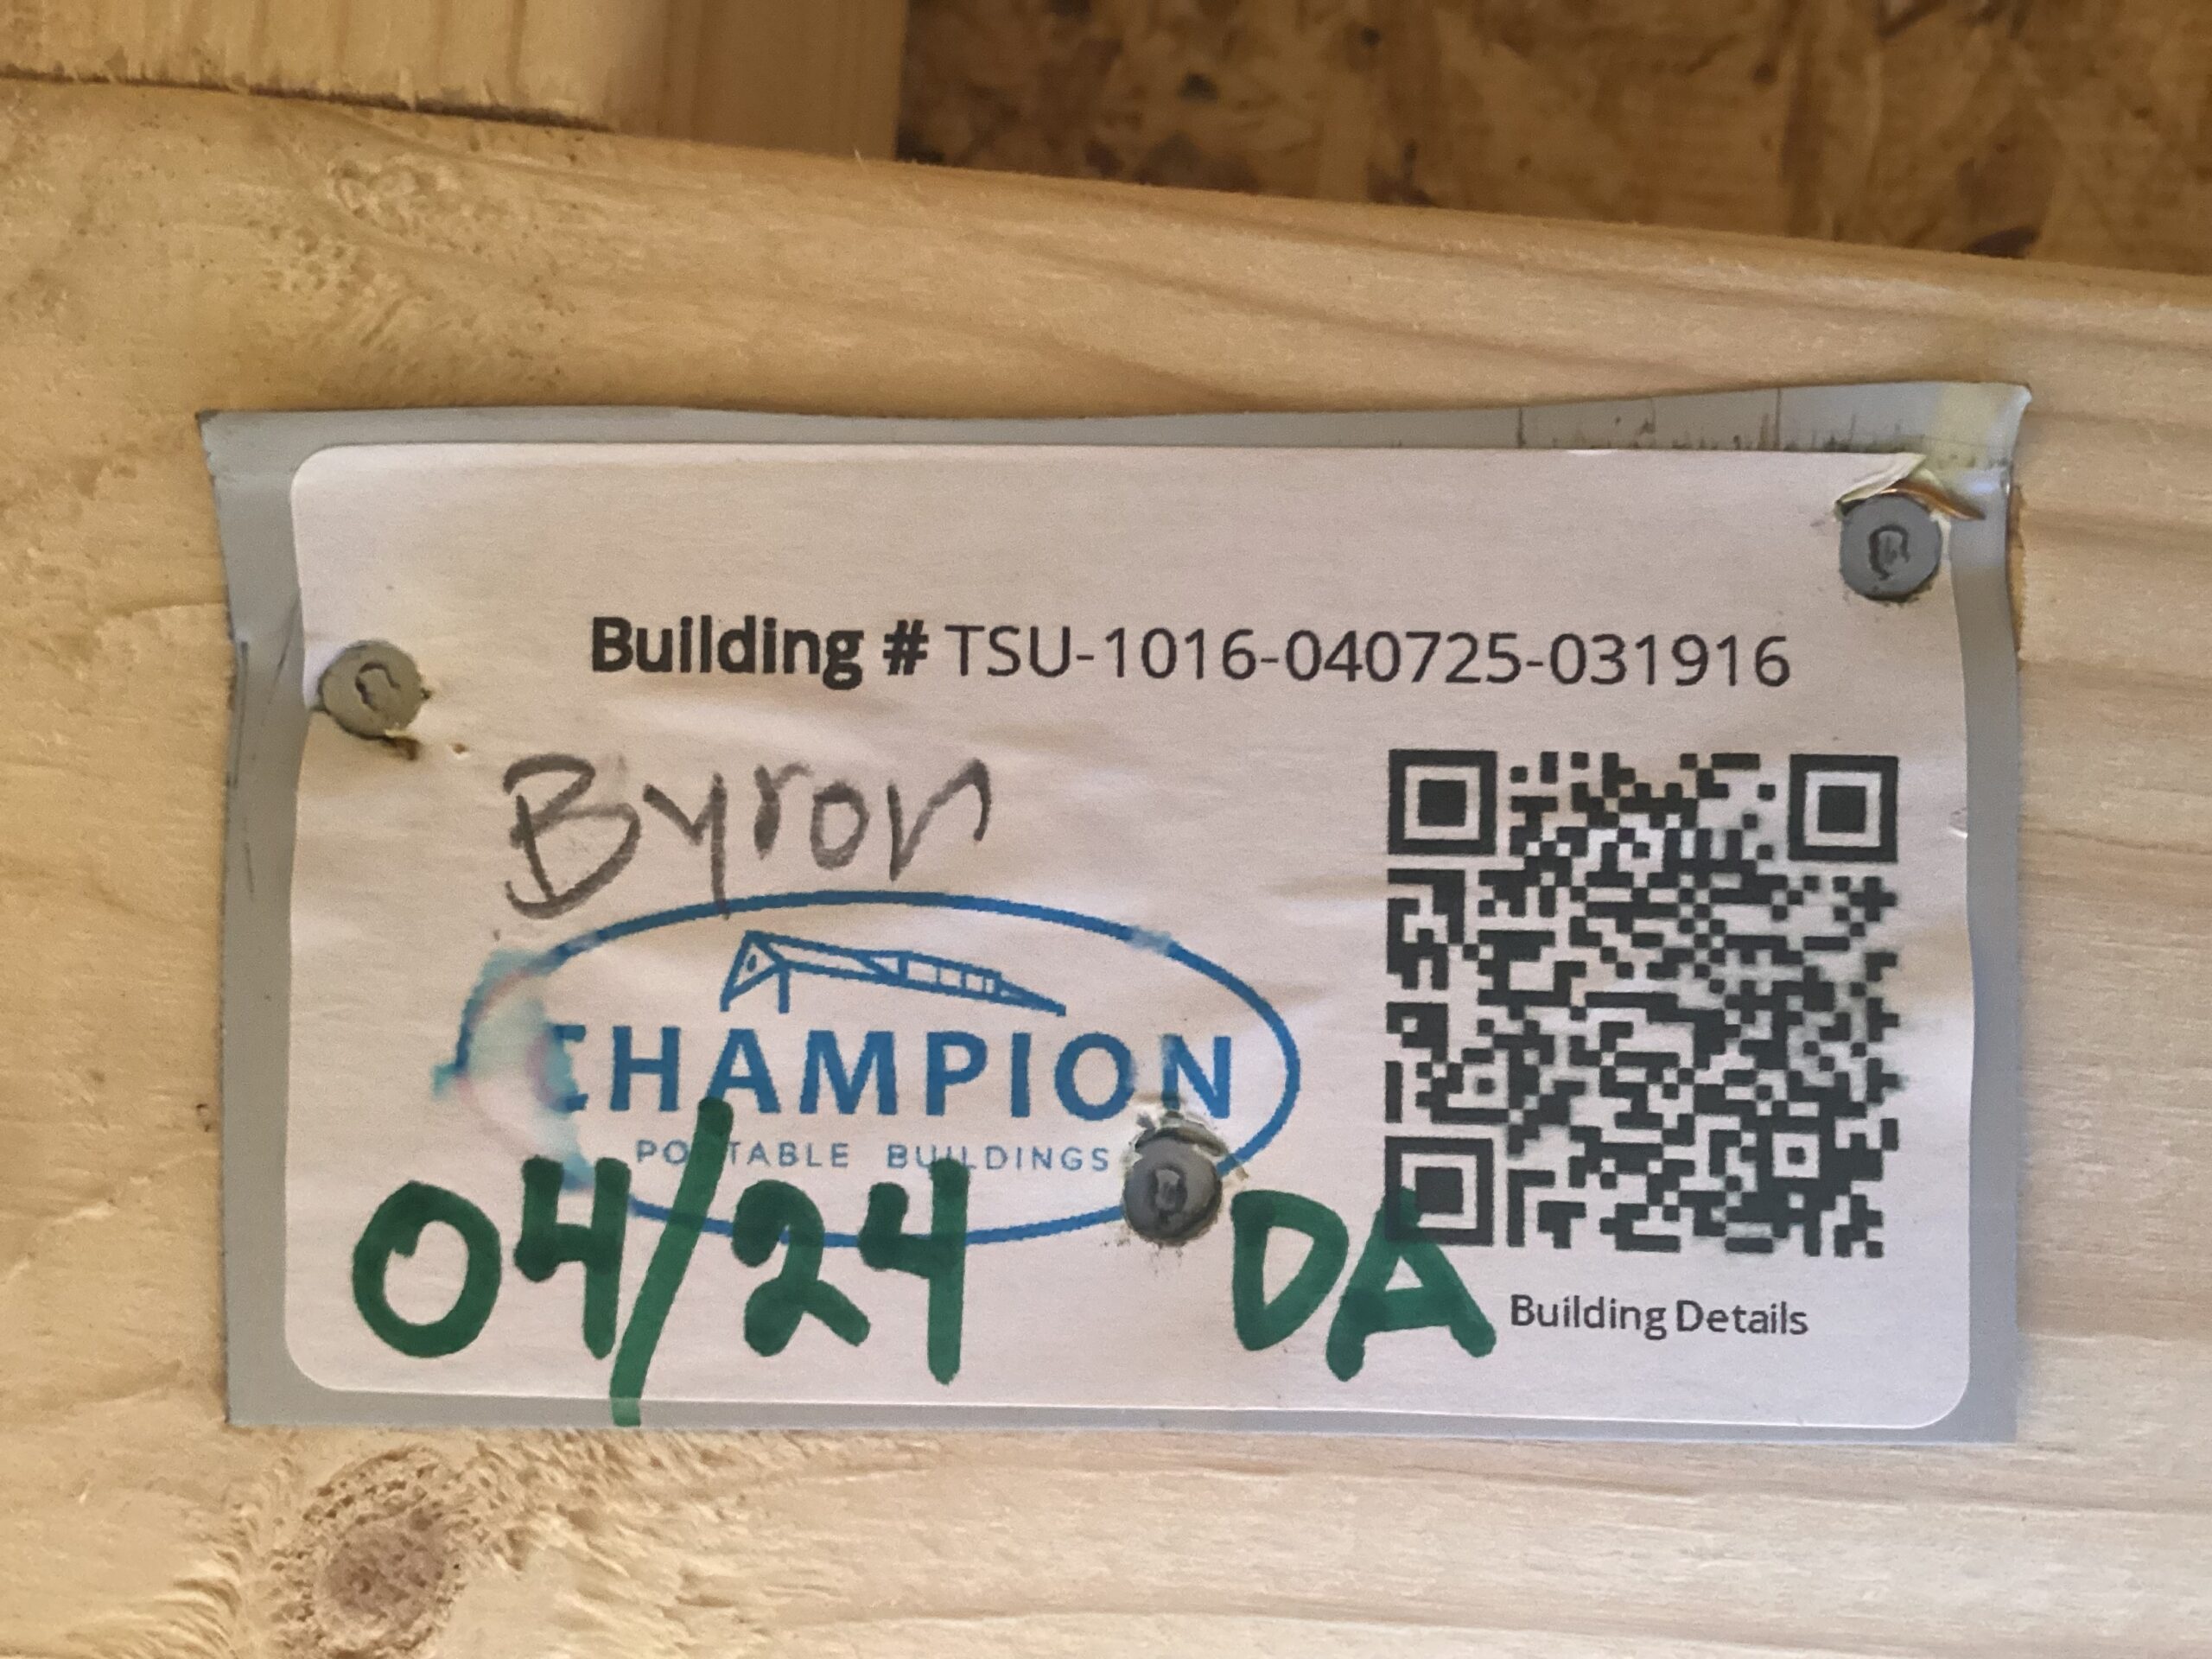 Building # TSU-1016-040725-031916
Byron
CHAMPION
PORTABLE BUILDINGS
04/24 DA
Building Details